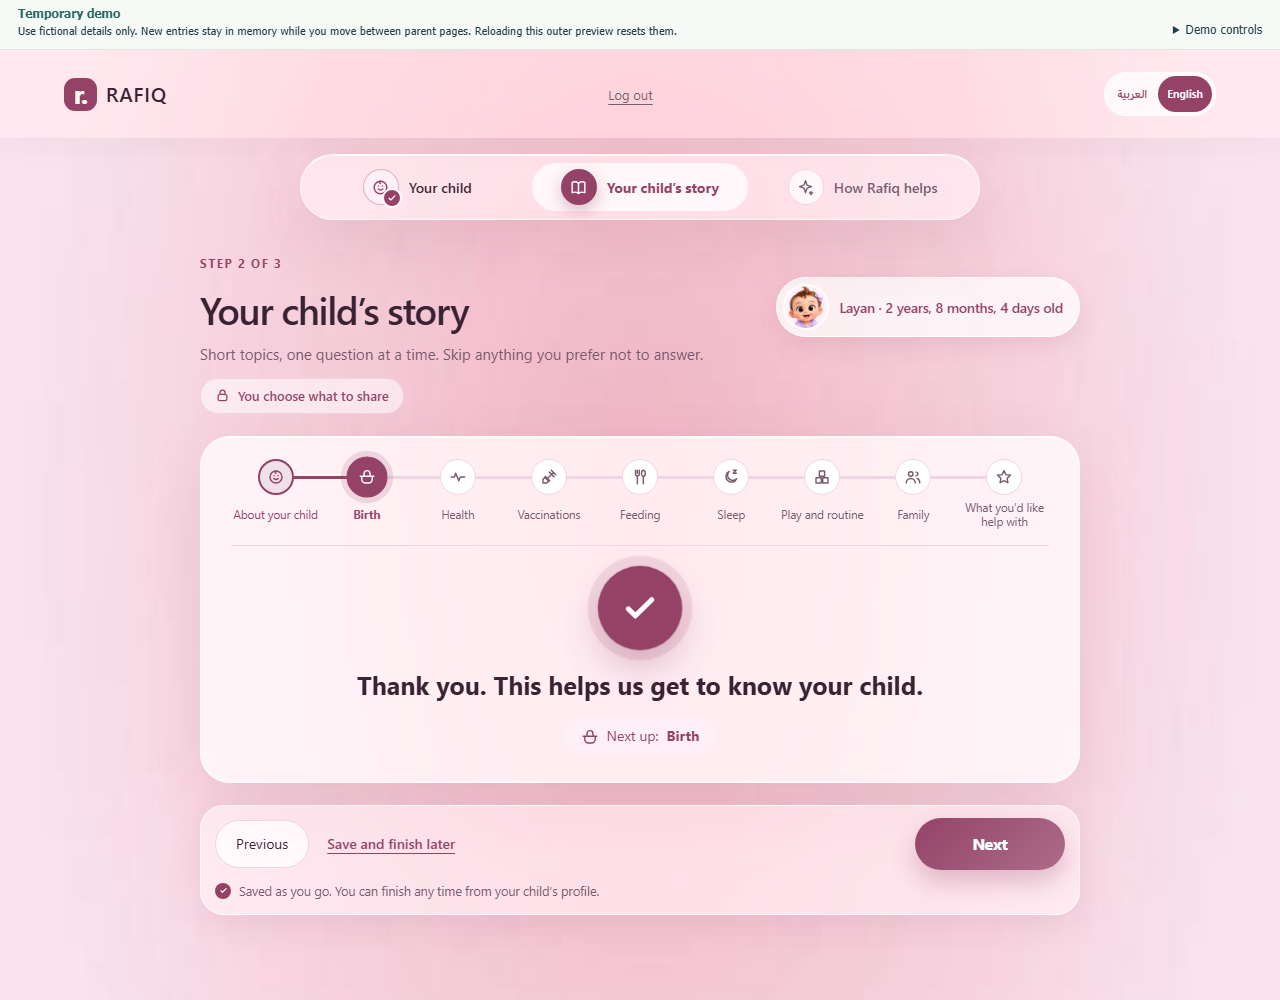 Temporary demo
Use fictional details only. New entries stay in memory while you move between parent pages. Reloading this outer preview resets them.
Demo controls
r. RAFIQ
Log out
العربية
English
Your child
Your child's story
How Rafiq helps
STEP 2 OF 3
Your child's story
Layan · 2 years, 8 months, 4 days old
Short topics, one question at a time. Skip anything you prefer not to answer.
You choose what to share
About your child
Birth
Health
Vaccinations
Feeding
Sleep
Play and routine
Family
What you'd like
help with
Thank you. This helps us get to know your child.
Next up: Birth
Previous
Save and finish later
Next
Saved as you go. You can finish any time from your child's profile.